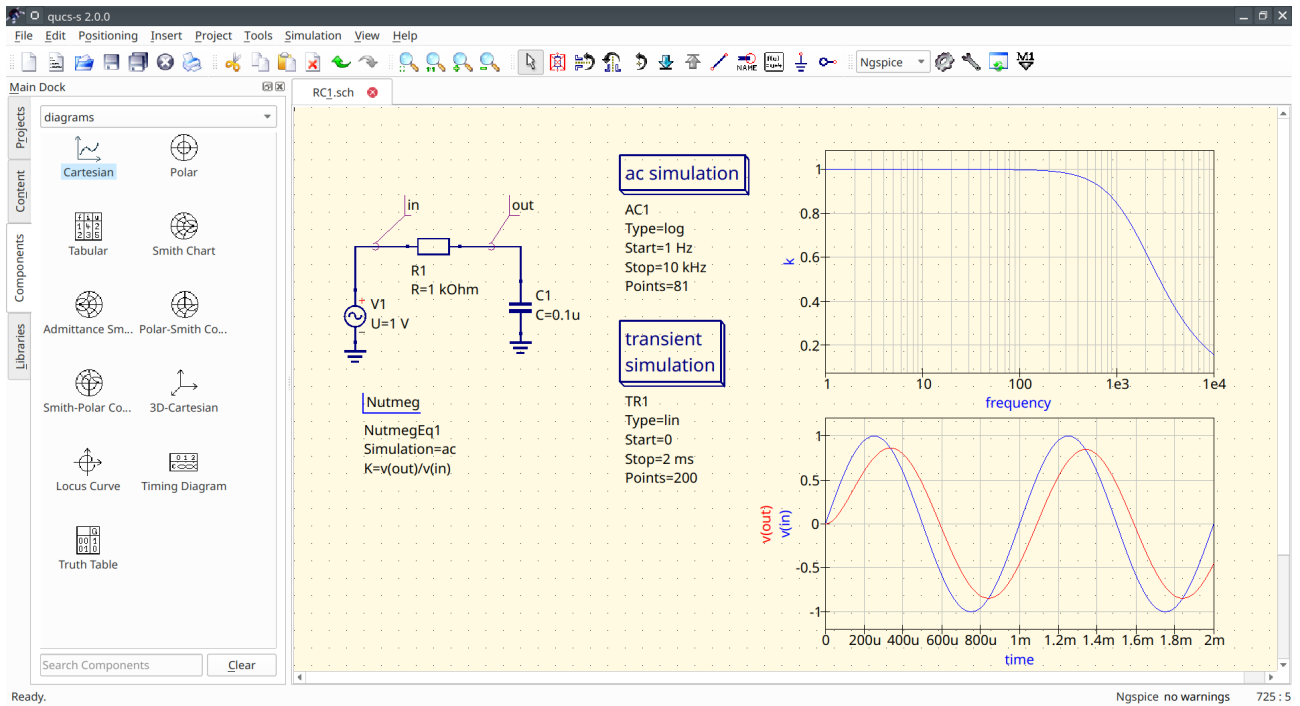 qucs-s 2.0.0
File Edit Positioning Insert Project Tools Simulation View Help
NAME
Ngspice
Main Dock
RC1.sch
Projects
Content
Components
Libraries
diagrams
Cartesian
Polar
Tabular
Smith Chart
Admittance Sm...
Polar-Smith Co...
Smith-Polar Co...
3D-Cartesian
Locus Curve
Timing Diagram
Truth Table
Search Components
Clear
in
out
R1
R=1 kOhm
V1
U=1 V
C1
C=0.1u
Nutmeg
NutmegEq1
Simulation=ac
K=v(out)/v(in)
ac simulation
AC1
Type=log
Start=1 Hz
Stop=10 kHz
Points=81
transient
simulation
TR1
Type=lin
Start=0
Stop=2 ms
Points=200
1
0.8
0.6
0.4
0.2
k
1 10 100 1e3 1e4
frequency
1
0.5
0
-0.5
-1
v(out)
v(in)
0 200u 400u 600u 800u 1m 1.2m 1.4m 1.6m 1.8m 2m
time
Ready.
Ngspice no warnings 725 : 5